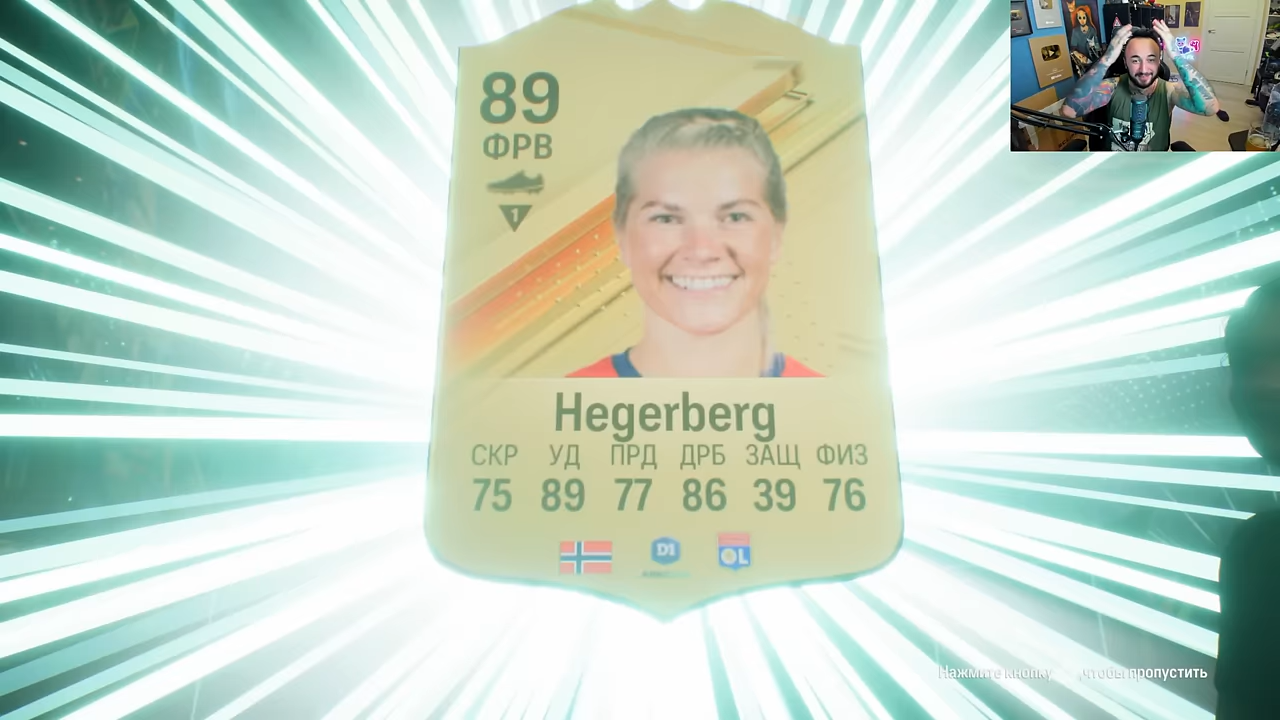 89
ФРВ
1
Hegerberg
СКР УД ПРД ДРБ ЗАЩ ФИЗ
75 89 77 86 39 76
D1
OL
Нажмите кнопку , чтобы пропустить